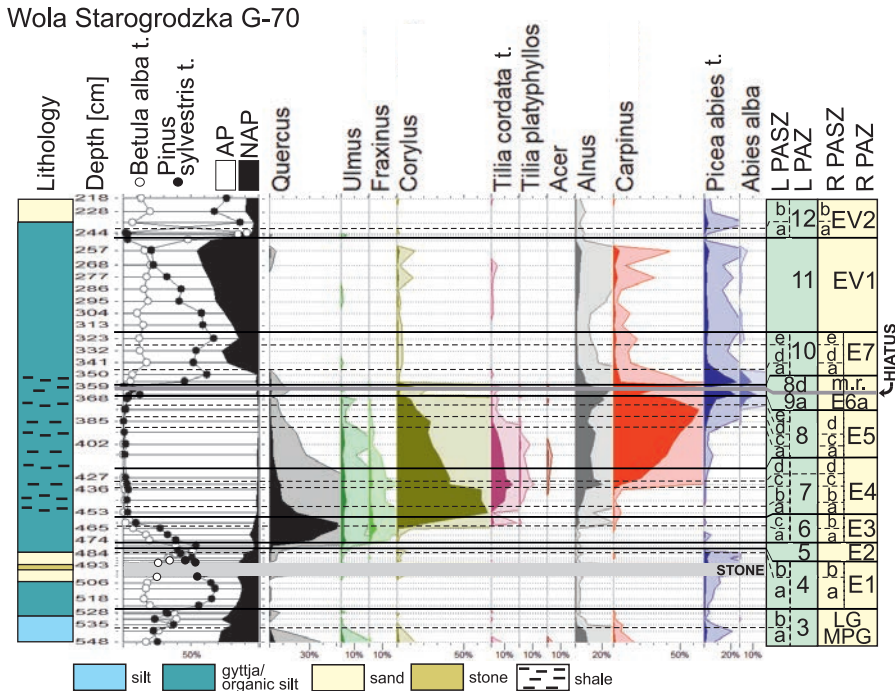 Wola Starogrodzka G-70
Lithology
Depth [cm]
Betula alba t.
Pinus sylvestris t.
AP
NAP
Quercus
Ulmus
Fraxinus
Corylus
Tilia cordata t.
Tilia platyphyllos
Acer
Alnus
Carpinus
Picea abies t.
Abies alba
L PASZ
L PAZ
R PASZ
R PAZ
218
228
244
257
268
277
286
295
304
313
323
332
341
350
359
368
385
402
427
436
453
465
474
484
493
506
518
528
535
548
b 12 b EV2
a a
11 EV1
e e
d 10 d E7
a a
8d m.r.
HIATUS
9a E6a
d d
c 8 c E5
a a
d d
c c
b 7 b E4
a a
c b
6 E3
a a
5 E2
STONE
b b
4 E1
a a
b LG
3
a MPG
50% 30% 10% 10% 50% 10% 10% 20% 50% 20% 10%
silt
gyttja/
organic silt
sand
stone
shale